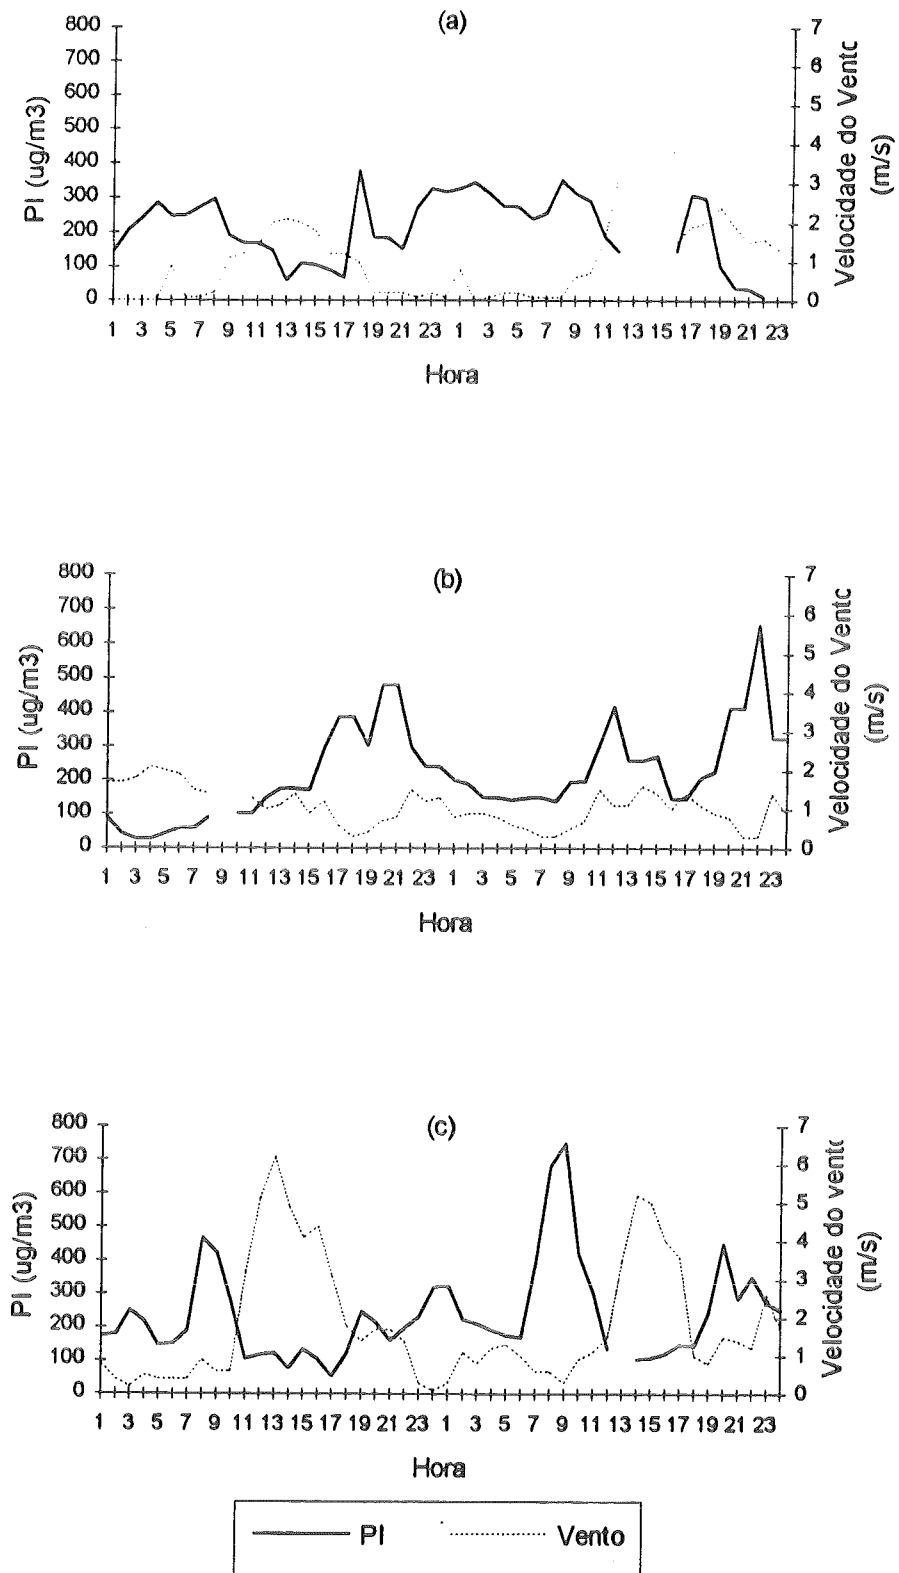 (a)
800
700
600
500
400
300
200
100
0
PI (ug/m3)
7
6
5
4
3
2
1
0
Velocidade do Vento
(m/s)
1 3 5 7 9 11 13 15 17 19 21 23 1 3 5 7 9 11 13 15 17 19 21 23
Hora
(b)
800
700
600
500
400
300
200
100
0
PI (ug/m3)
7
6
5
4
3
2
1
0
Velocidade do Vento
(m/s)
1 3 5 7 9 11 13 15 17 19 21 23 1 3 5 7 9 11 13 15 17 19 21 23
Hora
(c)
800
700
600
500
400
300
200
100
0
PI (ug/m3)
7
6
5
4
3
2
1
0
Velocidade do vento
(m/s)
1 3 5 7 9 11 13 15 17 19 21 23 1 3 5 7 9 11 13 15 17 19 21 23
Hora
PI Vento